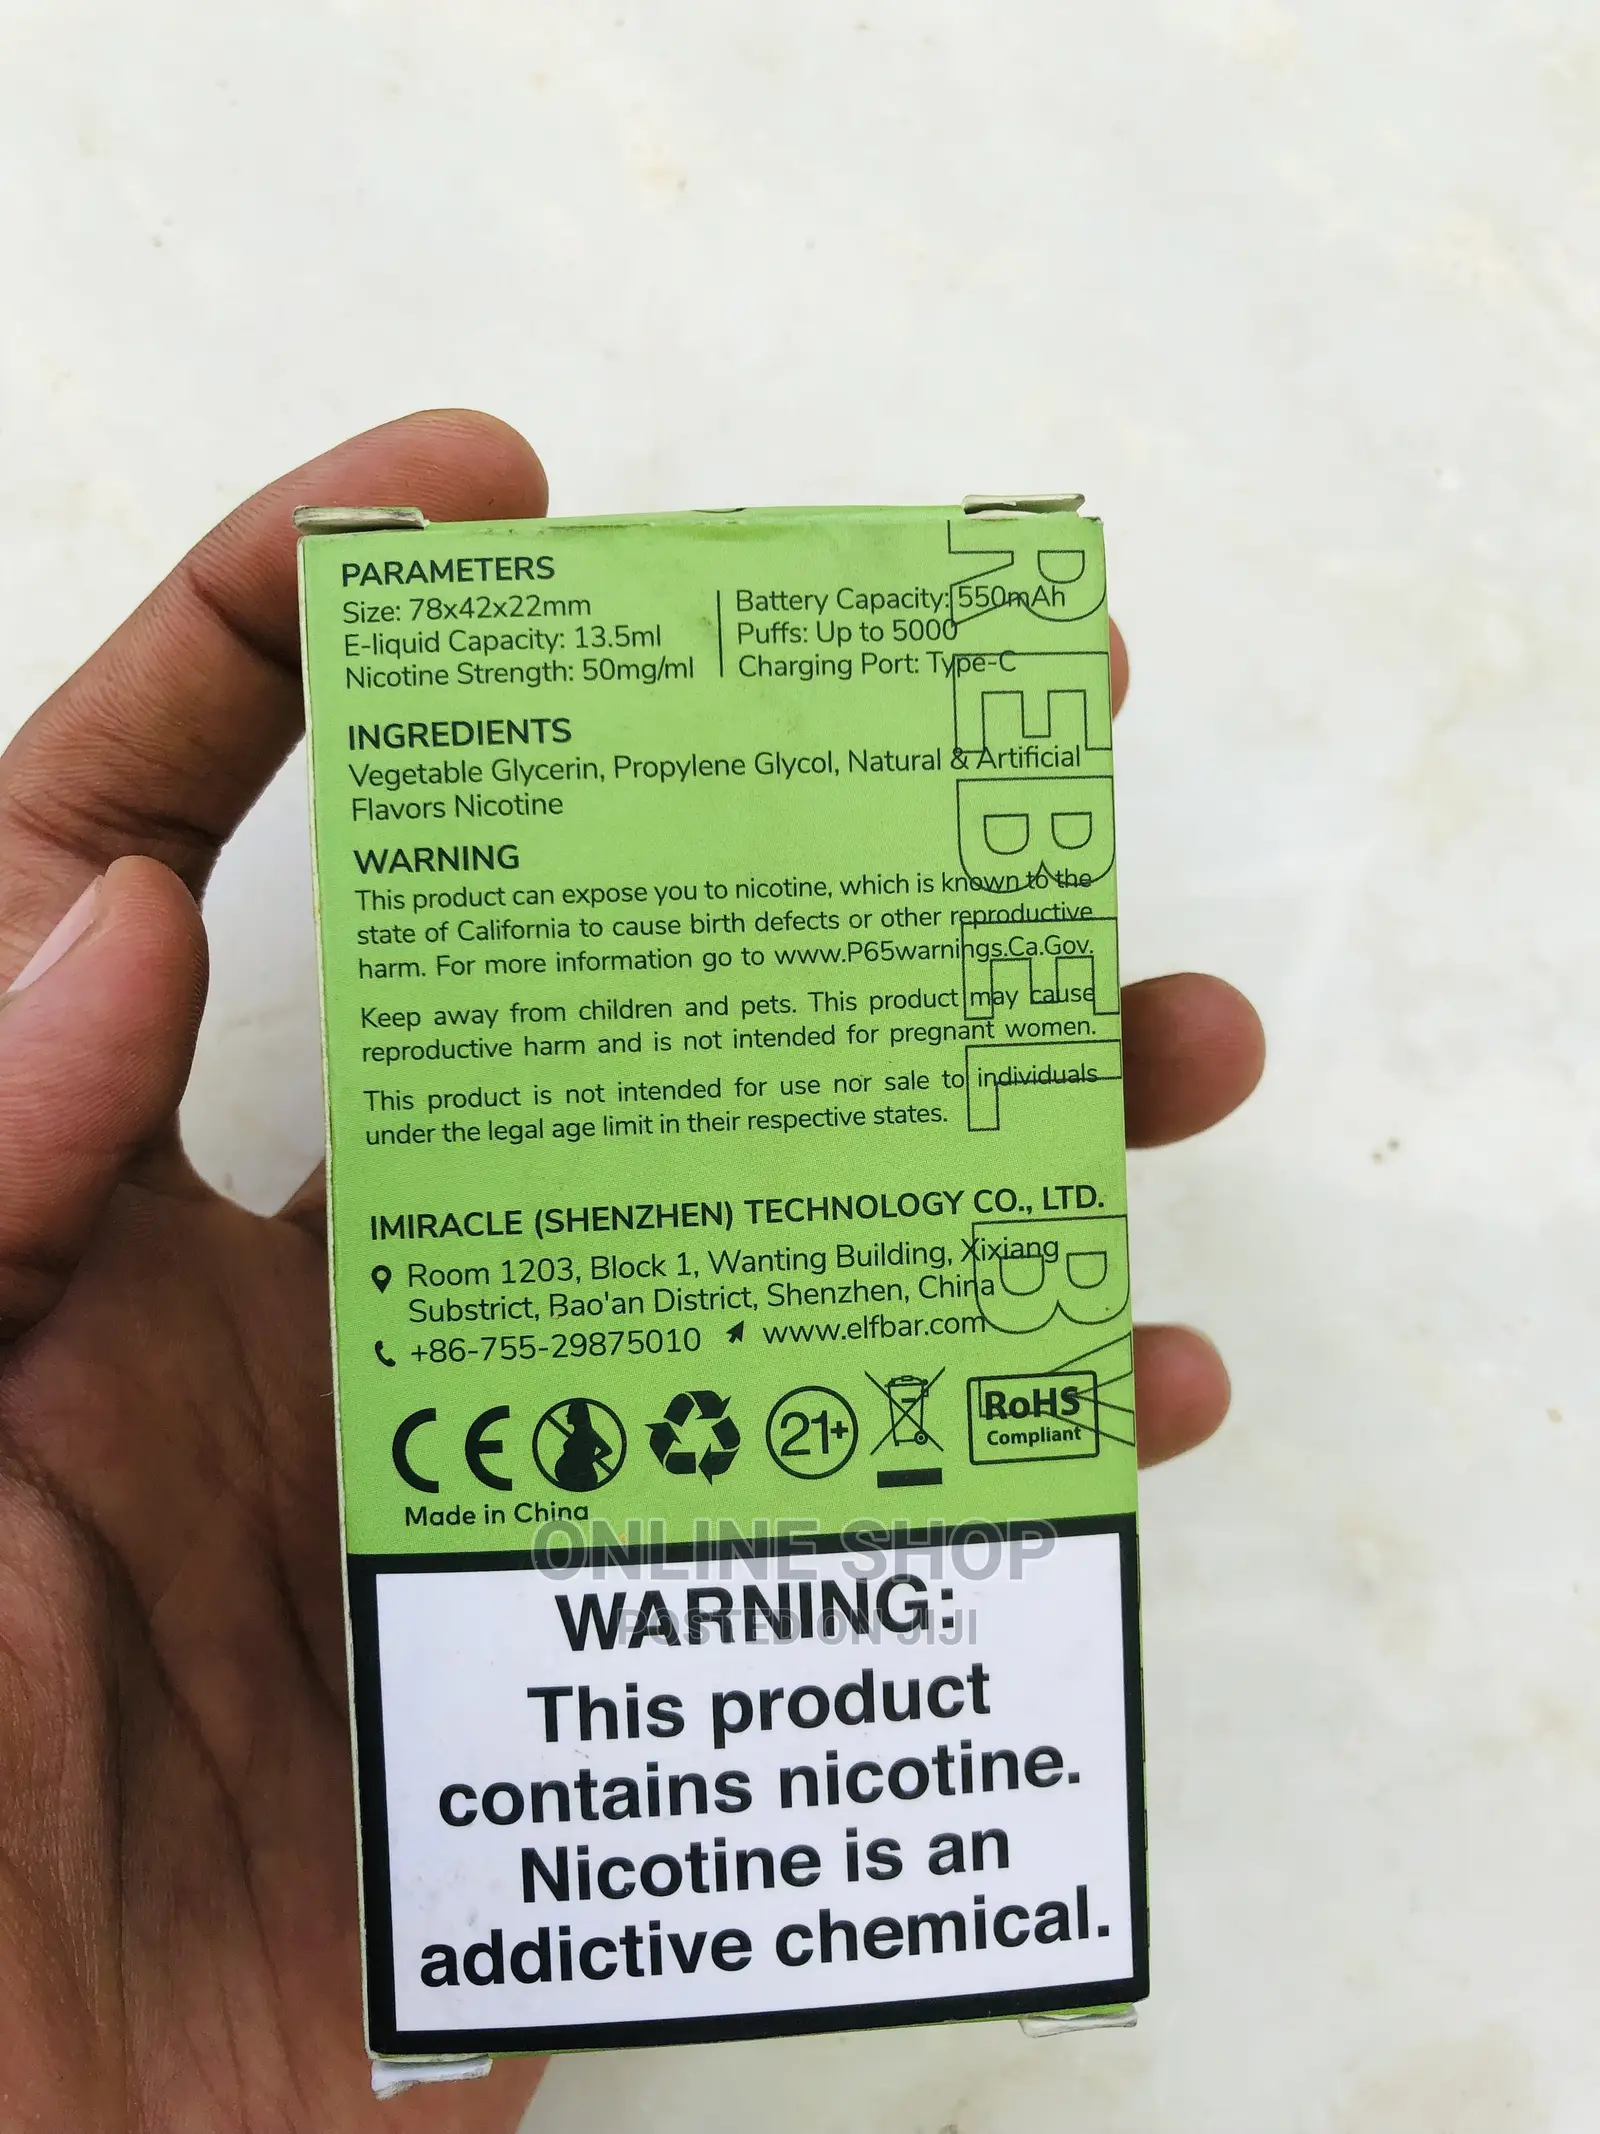 PARAMETERS
Size: 78x42x22mm
E-liquid Capacity: 13.5ml
Nicotine Strength: 50mg/ml
Battery Capacity: 550mAh
Puffs: Up to 5000
Charging Port: Type-C
INGREDIENTS
Vegetable Glycerin, Propylene Glycol, Natural & Artificial
Flavors Nicotine
WARNING
This product can expose you to nicotine, which is known to the
state of California to cause birth defects or other reproductive
harm. For more information go to www.P65warnings.Ca.Gov.
Keep away from children and pets. This product may cause
reproductive harm and is not intended for pregnant women.
This product is not intended for use nor sale to individuals
under the legal age limit in their respective states.
IMIRACLE (SHENZHEN) TECHNOLOGY CO., LTD.
Room 1203, Block 1, Wanting Building, Xixiang
Substrict, Bao'an District, Shenzhen, China
+86-755-29875010 www.elfbar.com
CE 21+ RoHS
Compliant
Made in China
ONLINE SHOP
POSTED ON JIJI
WARNING:
This product
contains nicotine.
Nicotine is an
addictive chemical.